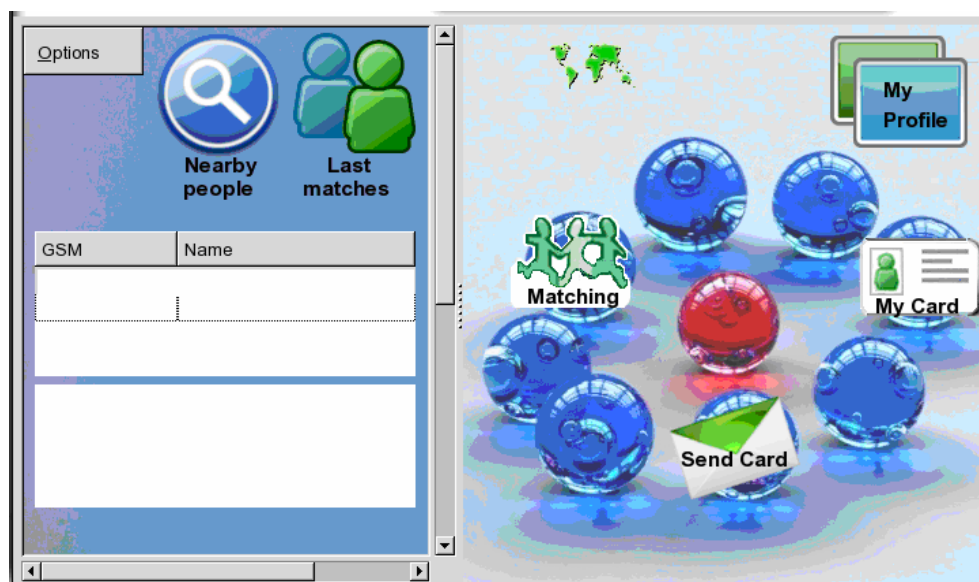 Options
Nearby
people
Last
matches
GSM
Name
My
Profile
Matching
My Card
Send Card